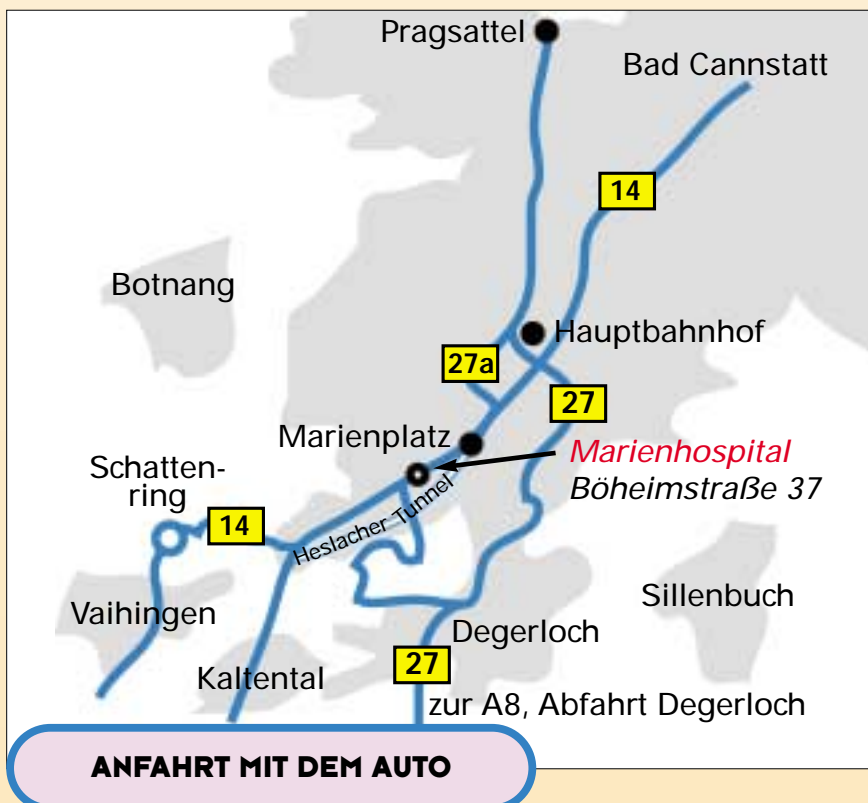 Pragsattel
Bad Cannstatt
14
Botnang
Hauptbahnhof
27a
27
Marienplatz
Marienhospital
Böheimstraße 37
Schatten-
ring
14
Heslacher Tunnel
Vaihingen
Sillenbuch
Degerloch
Kaltental
27
zur A8, Abfahrt Degerloch
ANFAHRT MIT DEM AUTO